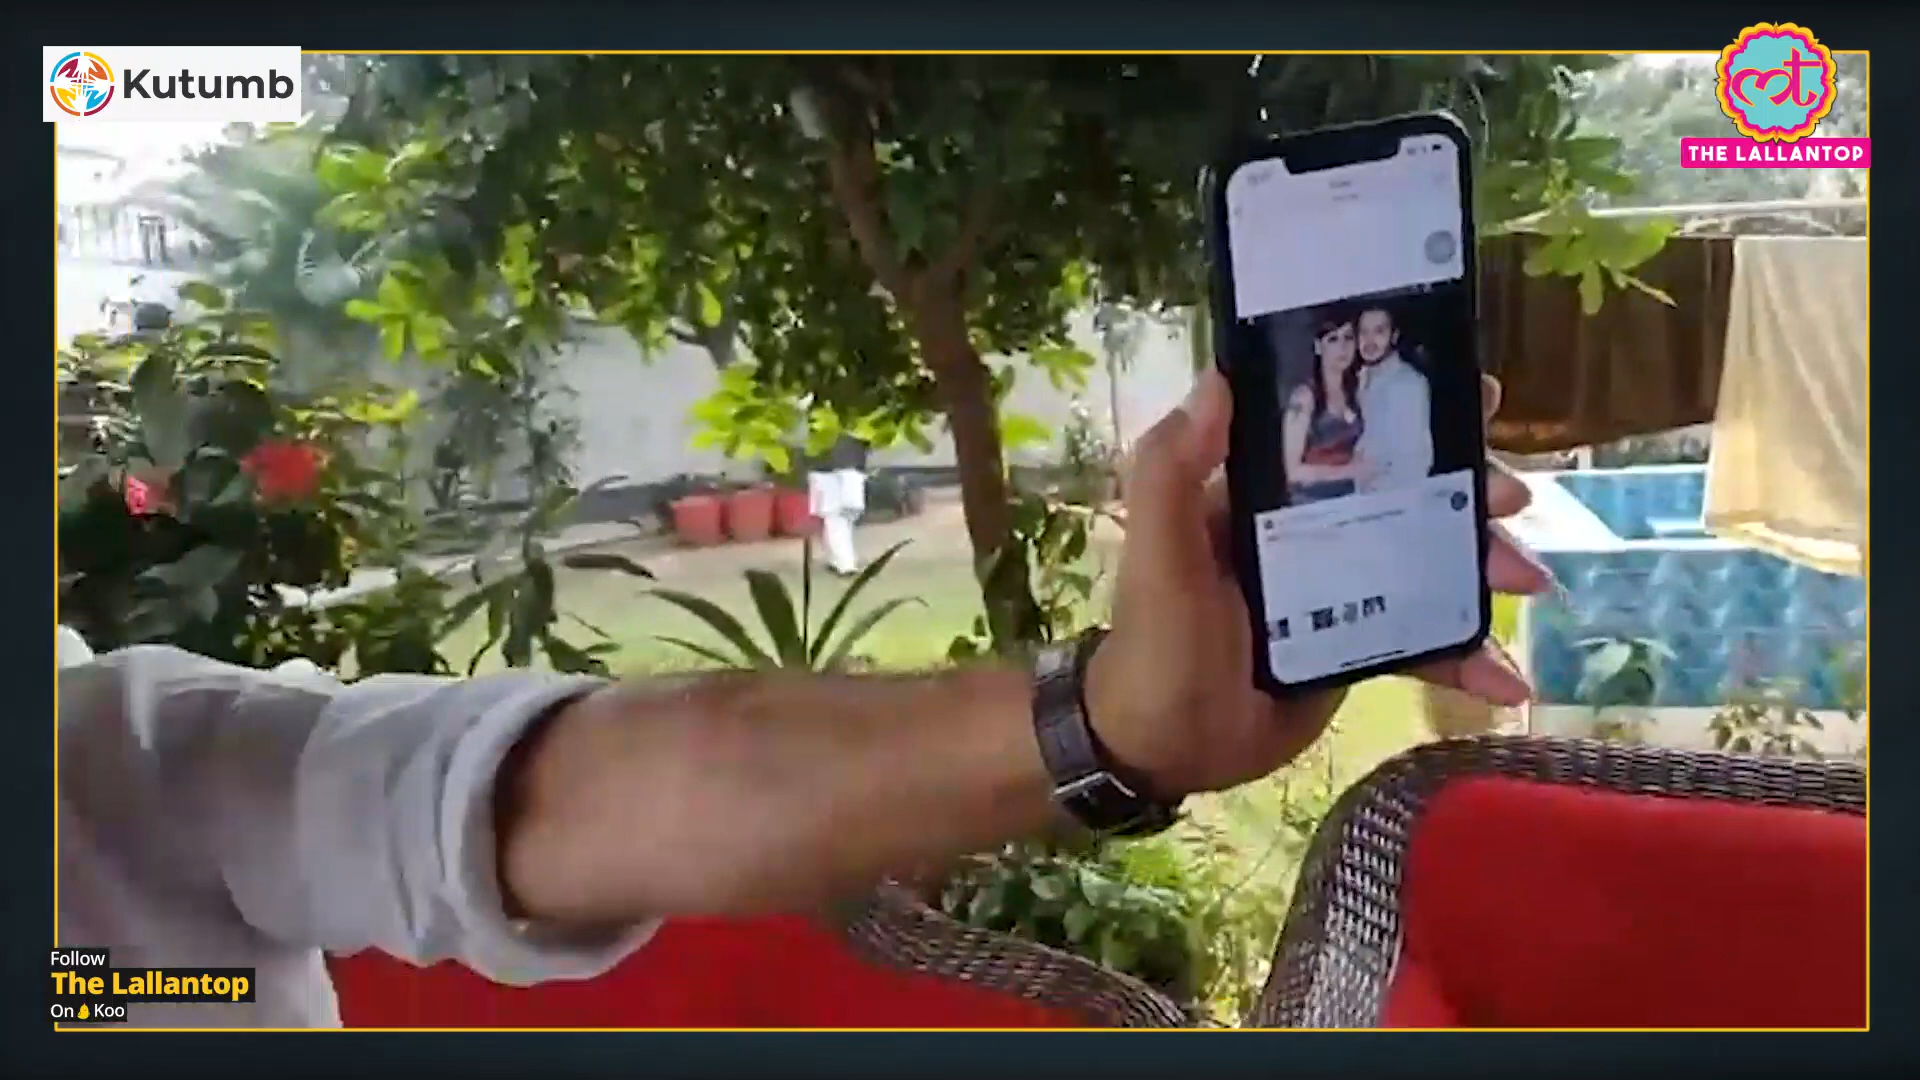 Kutumb
THE LALLANTOP
Follow
The Lallantop
On Koo